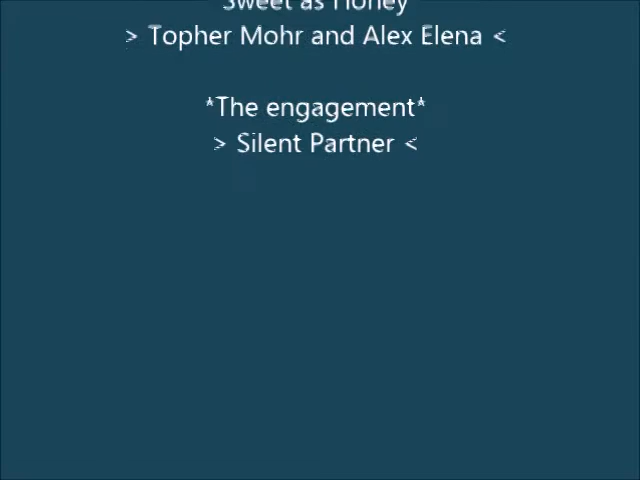 Sweet as Honey
> Topher Mohr and Alex Elena <
*The engagement*
> Silent Partner <